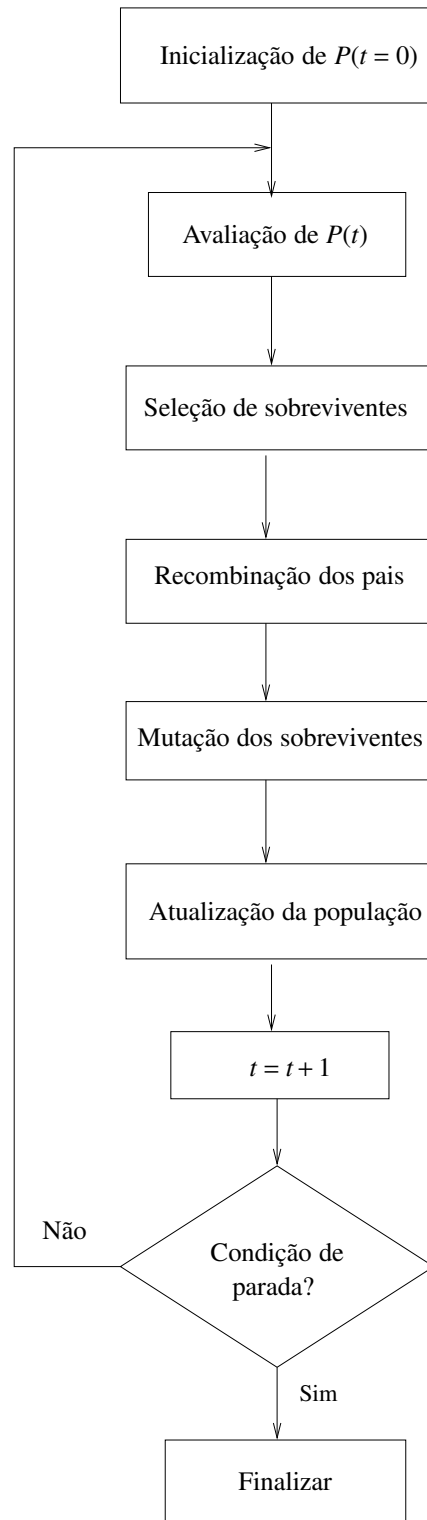 Inicialização de P(t = 0)
Avaliação de P(t)
Seleção de sobreviventes
Recombinação dos pais
Mutação dos sobreviventes
Atualização da população
t = t + 1
Não
Condição de
parada?
Sim
Finalizar